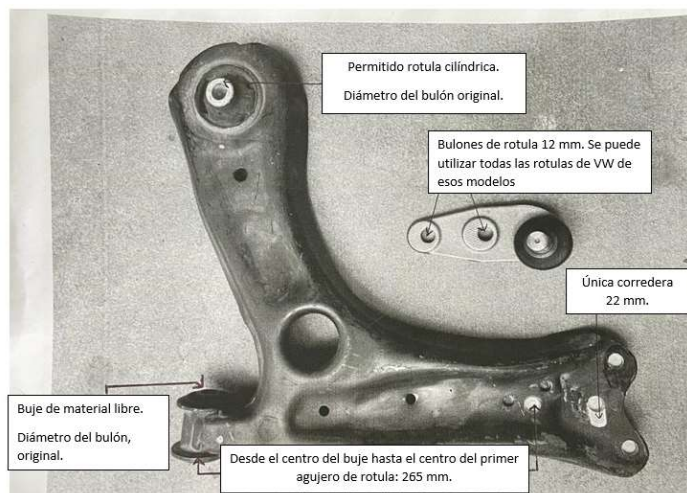 Permitido rotula cilíndrica.
Diámetro del bulón original.
Bulones de rotula 12 mm. Se puede
utilizar todas las rotulas de VW de
esos modelos
Única corredera
22 mm.
Buje de material libre.
Diámetro del bulón,
original.
Desde el centro del buje hasta el centro del primer
agujero de rotula: 265 mm.